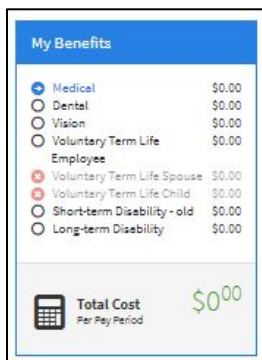 My Benefits
Medical $0.00
Dental $0.00
Vision $0.00
Voluntary Term Life $0.00
Employee
Voluntary Term Life Spouse $0.00
Voluntary Term Life Child $0.00
Short-term Disability - old $0.00
Long-term Disability $0.00
Total Cost $000
Per Pay Period